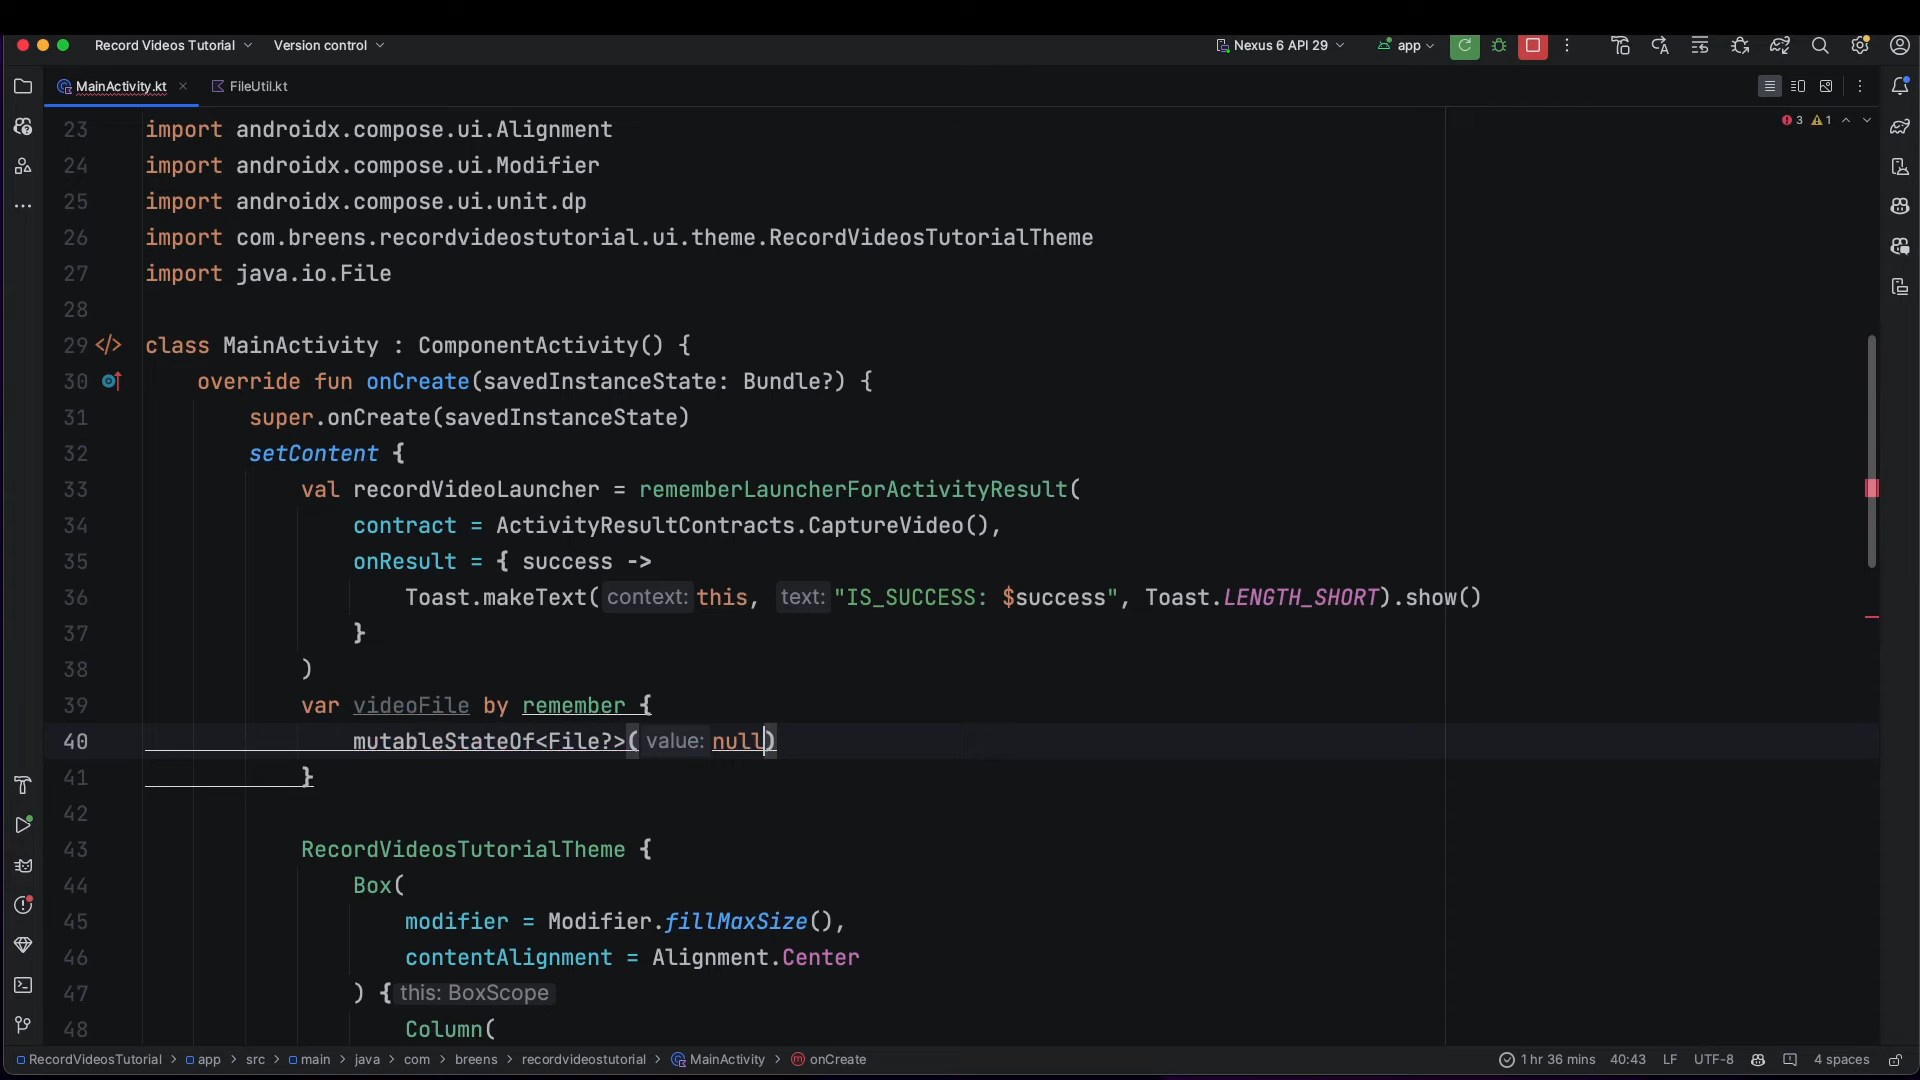 Record Videos Tutorial Version control Nexus 6 API 29 app
MainActivity.kt FileUtil.kt
3 1
23 import androidx.compose.ui.Alignment
24 import androidx.compose.ui.Modifier
25 import androidx.compose.ui.unit.dp
26 import com.breens.recordvideostutorial.ui.theme.RecordVideosTutorialTheme
27 import java.io.File
28
29 </> class MainActivity : ComponentActivity() {
30 override fun onCreate(savedInstanceState: Bundle?) {
31 super.onCreate(savedInstanceState)
32 setContent {
33 val recordVideoLauncher = rememberLauncherForActivityResult(
34 contract = ActivityResultContracts.CaptureVideo(),
35 onResult = { success ->
36 Toast.makeText( context: this, text: "IS_SUCCESS: $success", Toast.LENGTH_SHORT).show()
37 }
38 )
39 var videoFile by remember {
40 mutableStateOf<File?>( value: null)
41 }
42
43 RecordVideosTutorialTheme {
44 Box(
45 modifier = Modifier.fillMaxSize(),
46 contentAlignment = Alignment.Center
47 ) { this: BoxScope
48 Column(
RecordVideosTutorial > app > src > main > java > com > breens > recordvideostutorial > MainActivity > onCreate 1 hr 36 mins 40:43 LF UTF-8 4 spaces